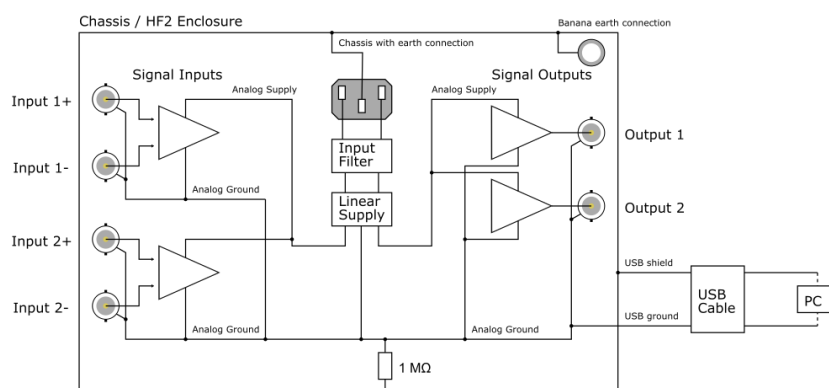 Chassis / HF2 Enclosure
Banana earth connection
Chassis with earth connection
Signal Inputs
Signal Outputs
Analog Supply
Analog Supply
Input 1+
Output 1
Input
Filter
Input 1-
Analog Ground
Linear
Supply
Output 2
Input 2+
USB shield
USB
Cable
PC
Input 2-
USB ground
Analog Ground
Analog Ground
1 MΩ